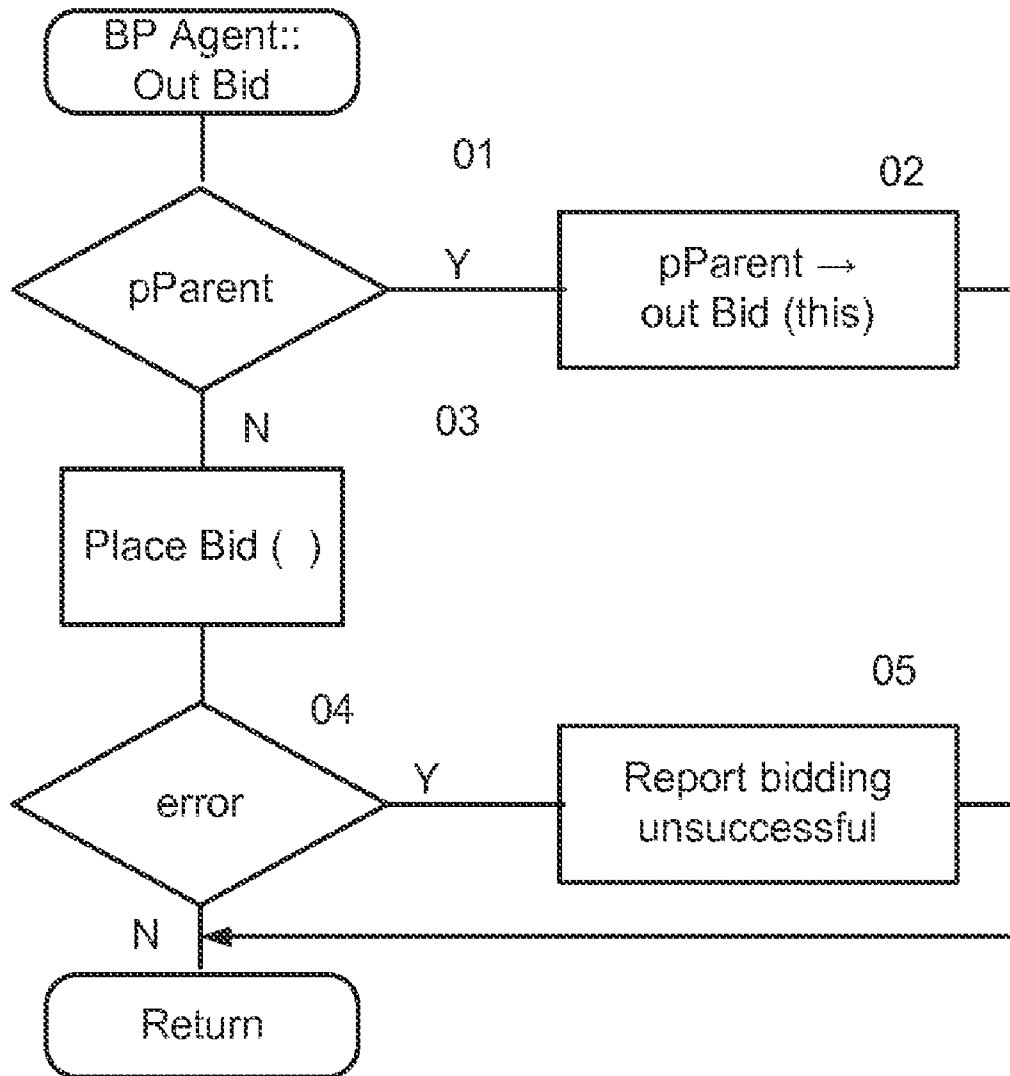 BP Agent::
Out Bid
01
02
pParent
Y
pParent →
out Bid (this)
N
03
Place Bid ( )
04
05
error
Y
Report bidding
unsuccessful
N
Return